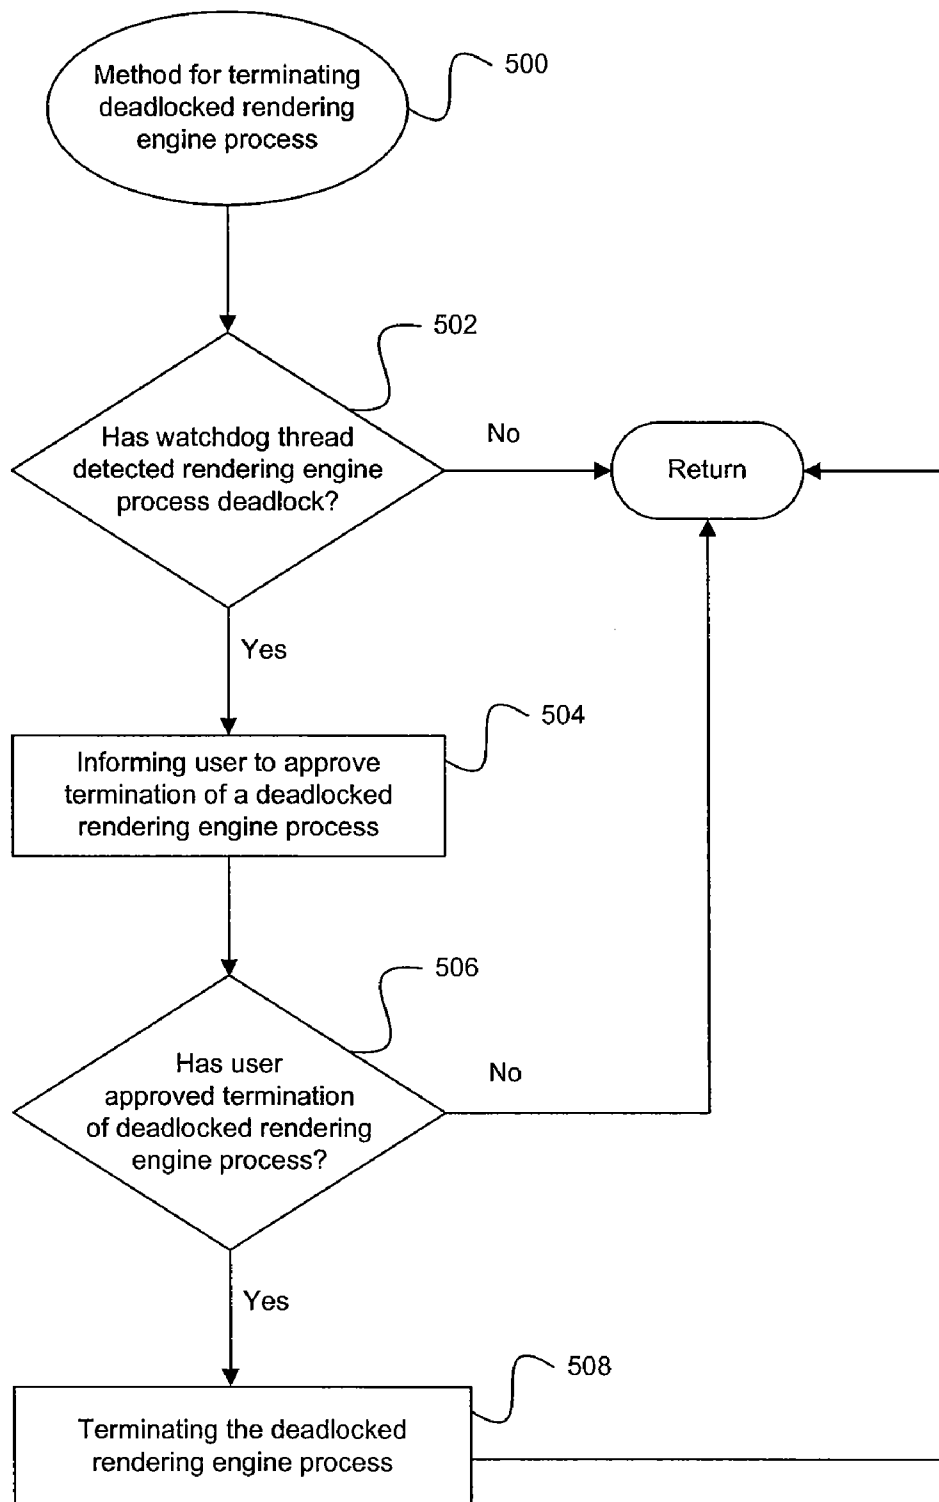 Method for terminating
deadlocked rendering
engine process
500
502
Has watchdog thread
detected rendering engine
process deadlock?
No
Return
Yes
504
Informing user to approve
termination of a deadlocked
rendering engine process
506
Has user
approved termination
of deadlocked rendering
engine process?
No
Yes
508
Terminating the deadlocked
rendering engine process